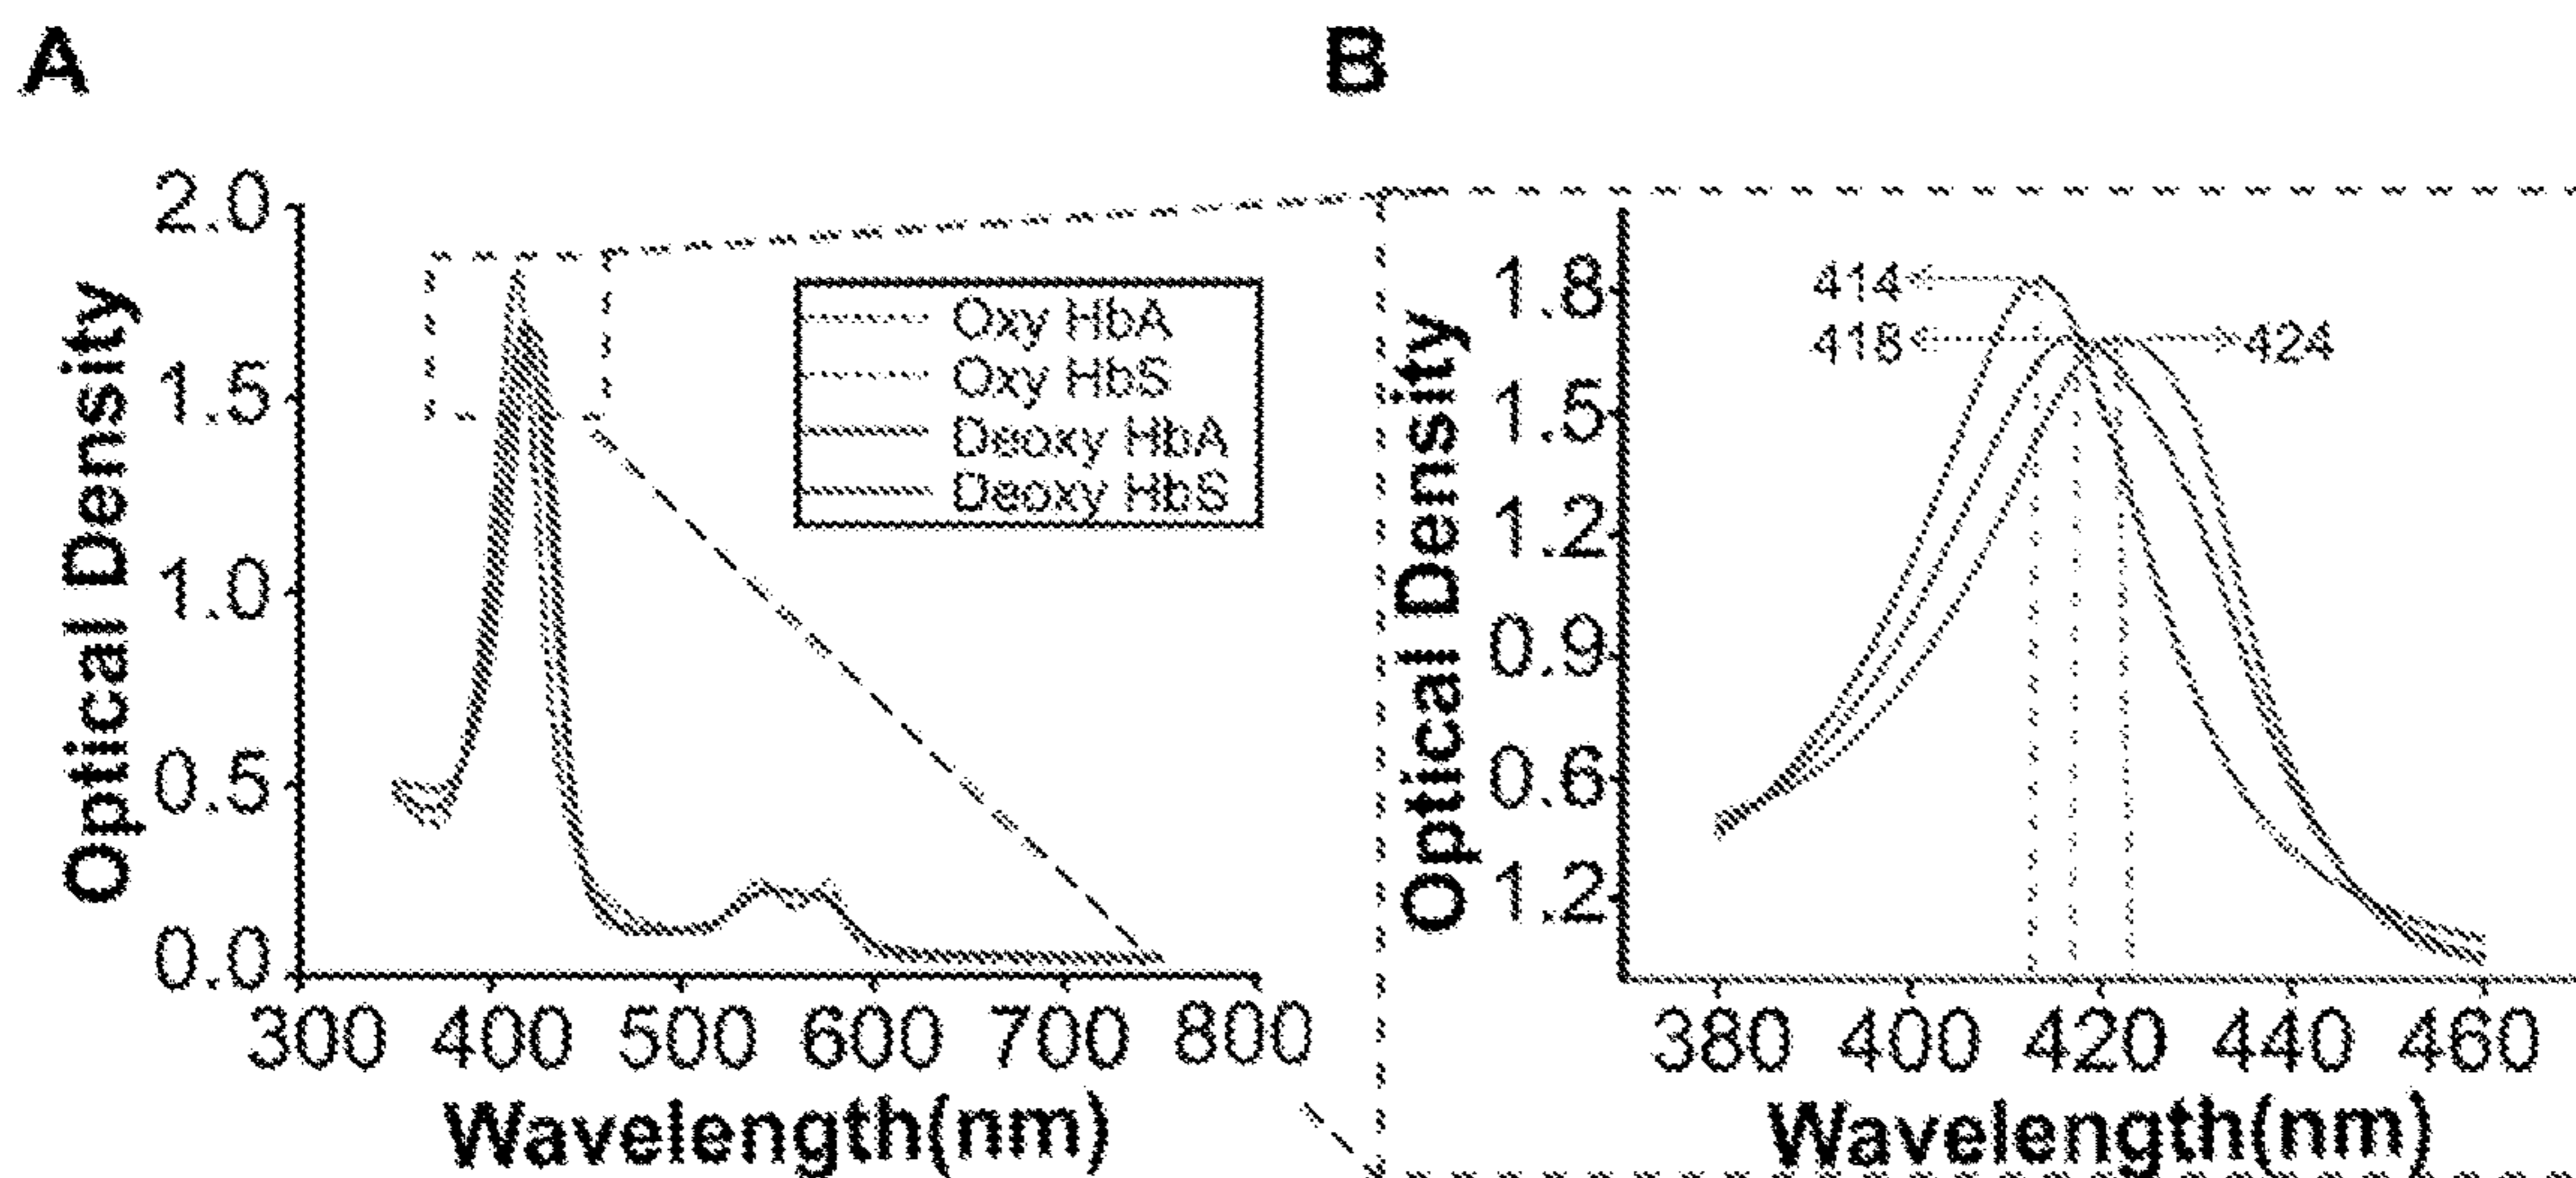 A
Optical Density
2.0
1.5
1.0
0.5
0.0
300 400 500 600 700 800
Wavelength(nm)
Oxy HbA
Oxy HbS
Deoxy HbA
Deoxy HbS
B
Optical Density
1.8
1.5
1.2
0.9
0.6
1.2
414
418 424
380 400 420 440 460
Wavelength(nm)